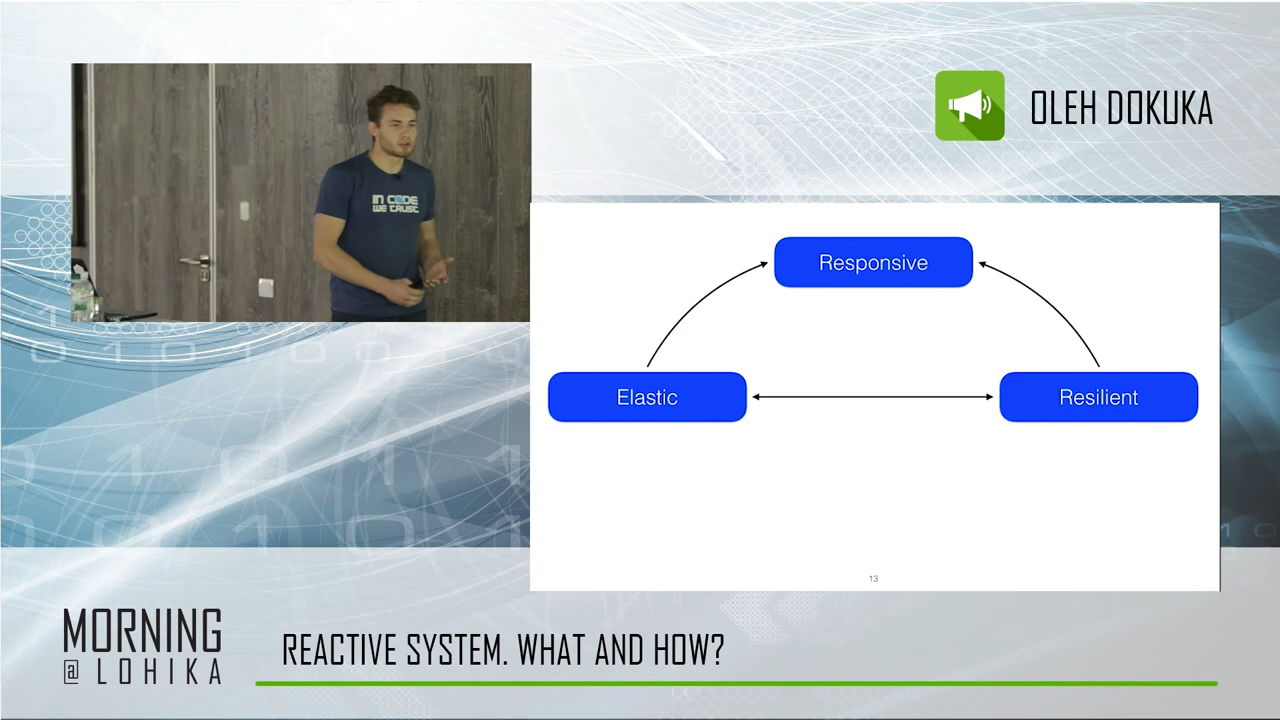 OLEH DOKUKA
IN CODE
WE TRUST
Responsive
Elastic
Resilient
13
MORNING
@ LOHIKA
REACTIVE SYSTEM. WHAT AND HOW?